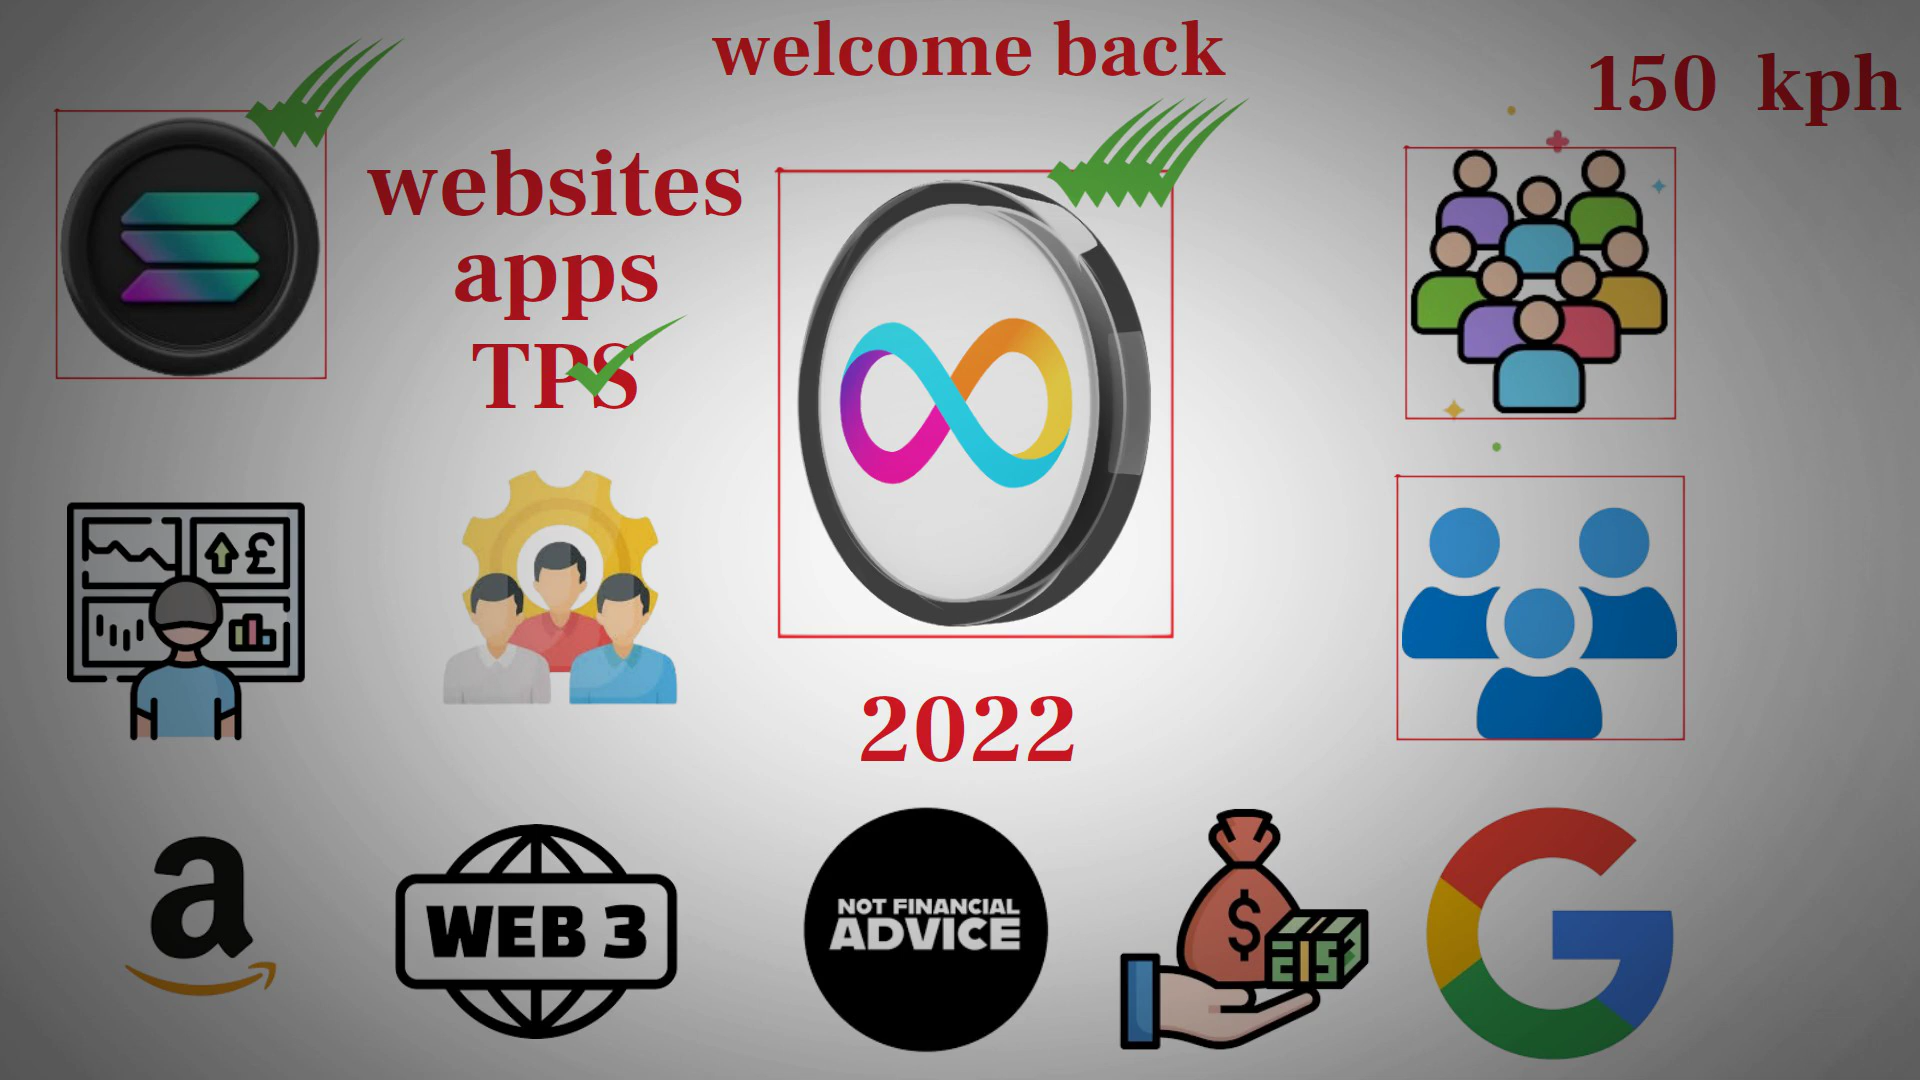 welcome back
150 kph
websites
apps
TPS
2022
a
WEB 3
NOT FINANCIAL
ADVICE
$
G
£